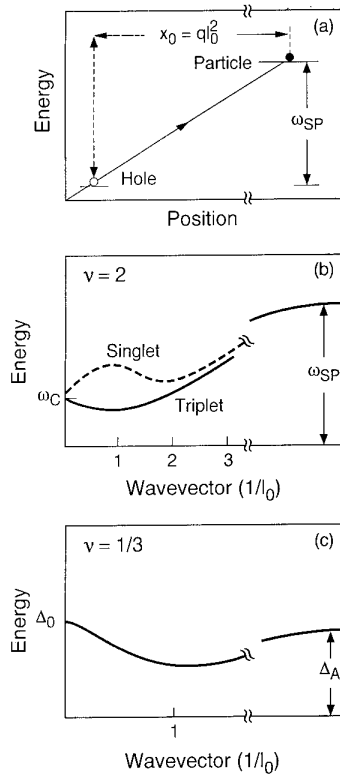 (a)
x₀ = ql₀²
Particle
Energy
ω_SP
Hole
Position
(b)
ν = 2
Singlet
Energy
ω_C
Triplet
ω_SP
1 2 3
Wavevector (1/l₀)
(c)
ν = 1/3
Energy
Δ₀
Δ_A
1
Wavevector (1/l₀)